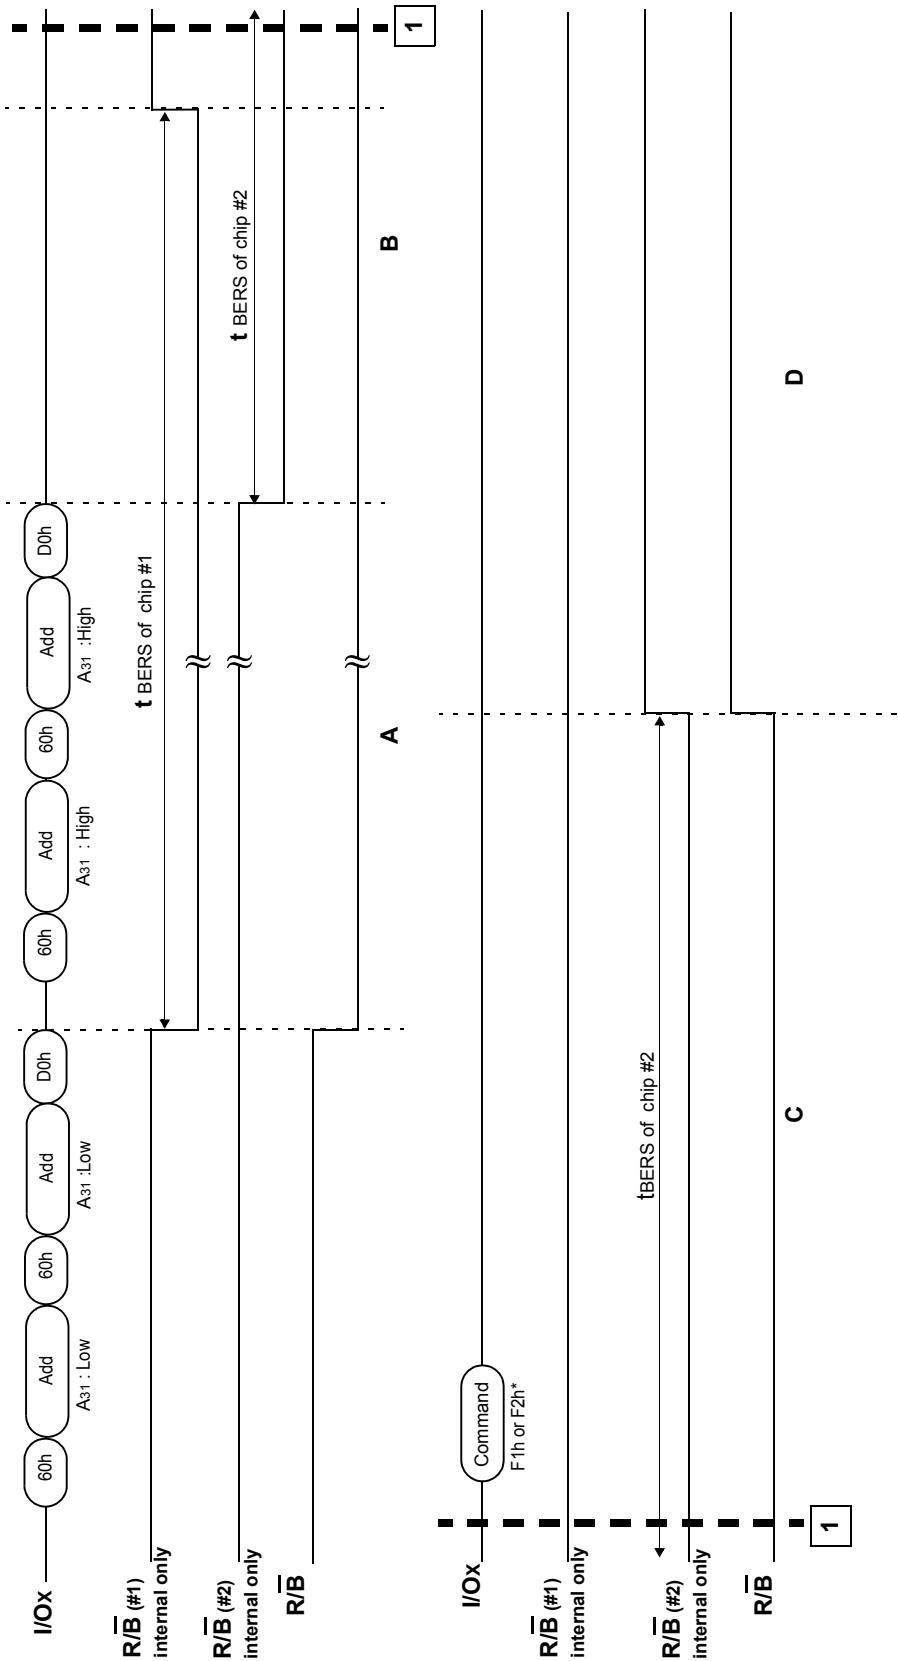 I/Ox
60h Add 60h Add D0h 60h Add 60h Add D0h
A31 : Low A31 :Low A31 : High A31 :High
R/B (#1)
internal only
t BERS of chip #1
R/B (#2)
internal only
t BERS of chip #2
R/B
A B
1
I/Ox
Command
F1h or F2h*
R/B (#1)
internal only
tBERS of chip #2
R/B (#2)
internal only
R/B
C D
1